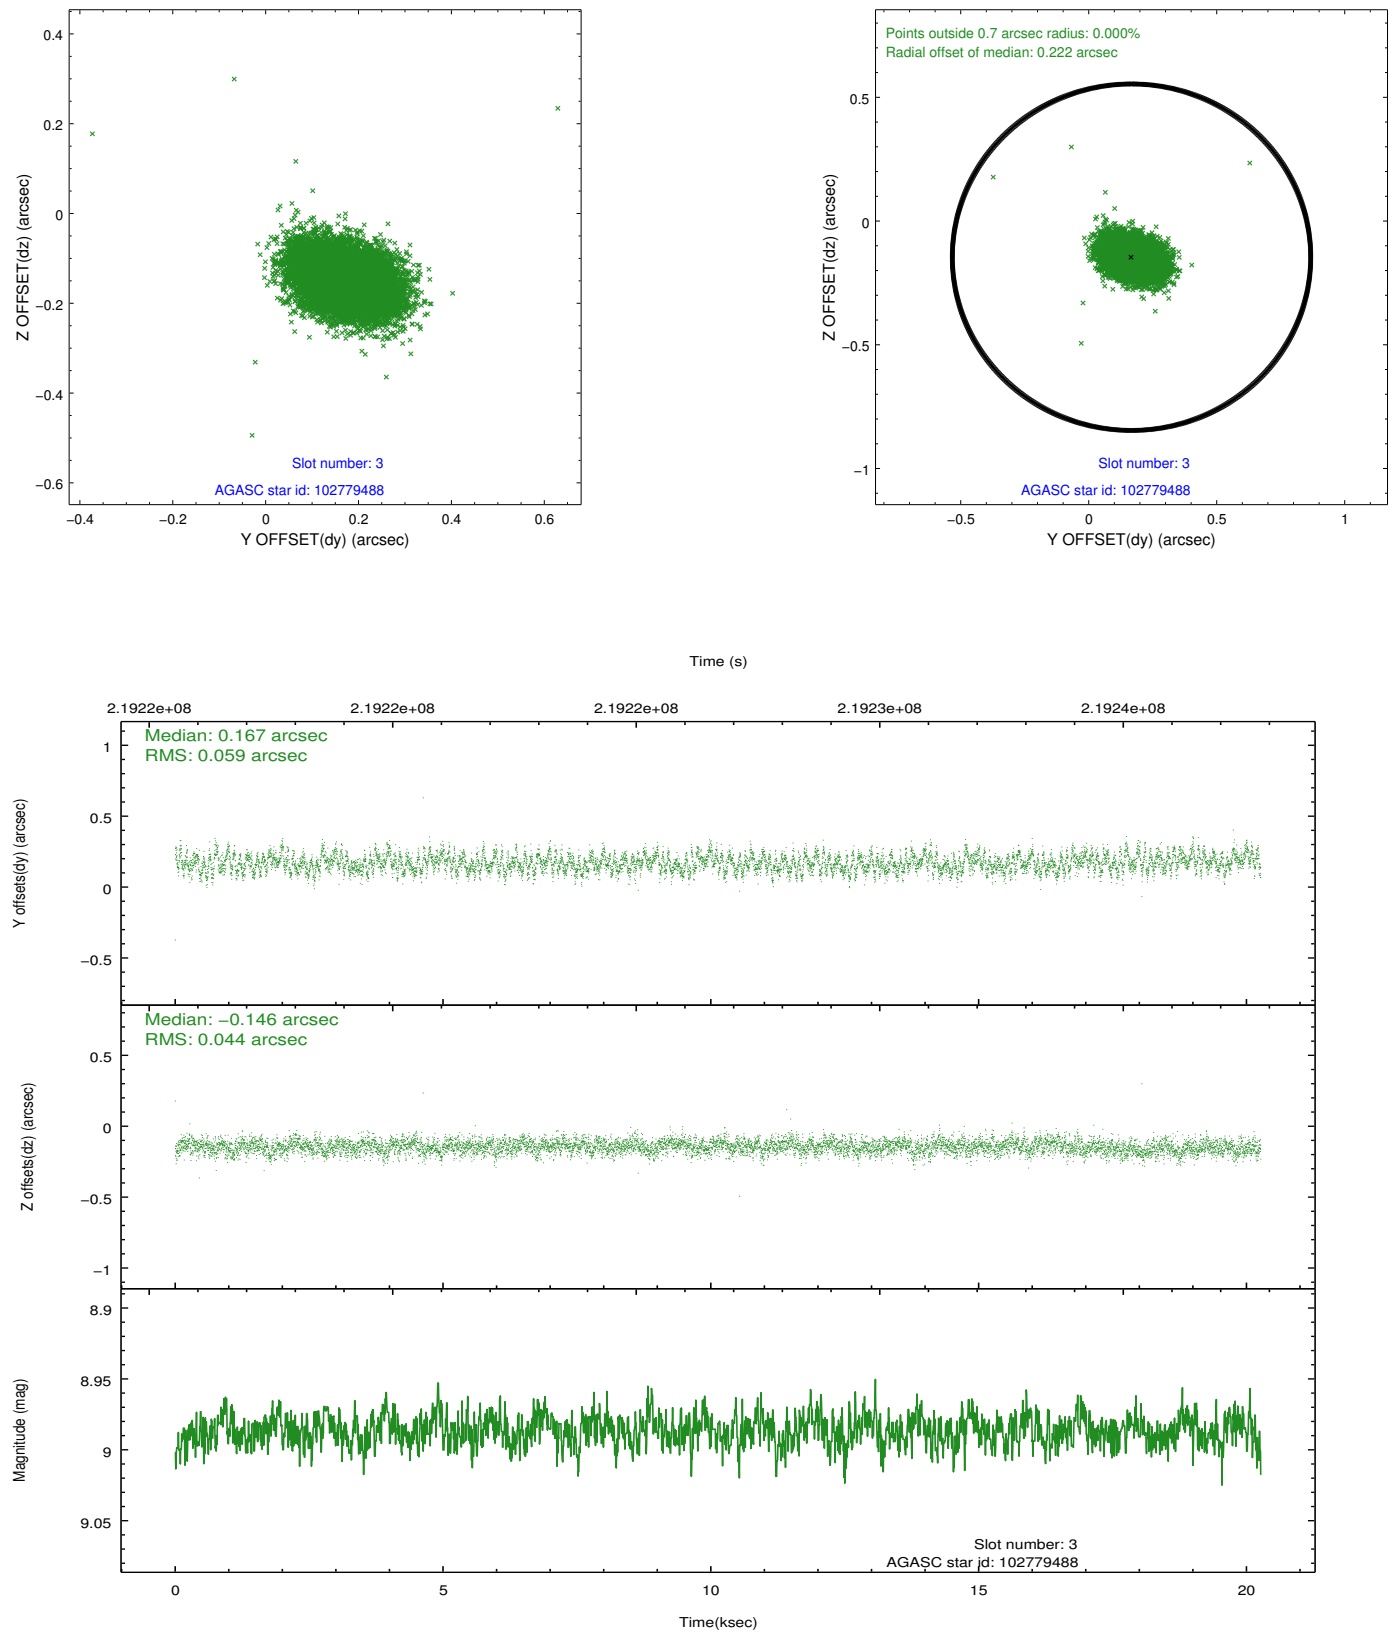 0.4
0.2
0
−0.2
−0.4
−0.6
Z OFFSET(dz) (arcsec)
Slot number: 3
AGASC star id: 102779488
−0.4 −0.2 0 0.2 0.4 0.6
Y OFFSET(dy) (arcsec)
Points outside 0.7 arcsec radius: 0.000%
Radial offset of median: 0.222 arcsec
0.5
0
−0.5
−1
Z OFFSET(dz) (arcsec)
Slot number: 3
AGASC star id: 102779488
−0.5 0 0.5 1
Y OFFSET(dy) (arcsec)
Time (s)
2.1922e+08 2.1922e+08 2.1922e+08 2.1923e+08 2.1924e+08
Median: 0.167 arcsec
RMS: 0.059 arcsec
1
0.5
0
−0.5
Y offsets(dy) (arcsec)
Median: −0.146 arcsec
RMS: 0.044 arcsec
0.5
0
−0.5
−1
Z offsets(dz) (arcsec)
8.9
8.95
9
9.05
Magnitude (mag)
Slot number: 3
AGASC star id: 102779488
0 5 10 15 20
Time(ksec)